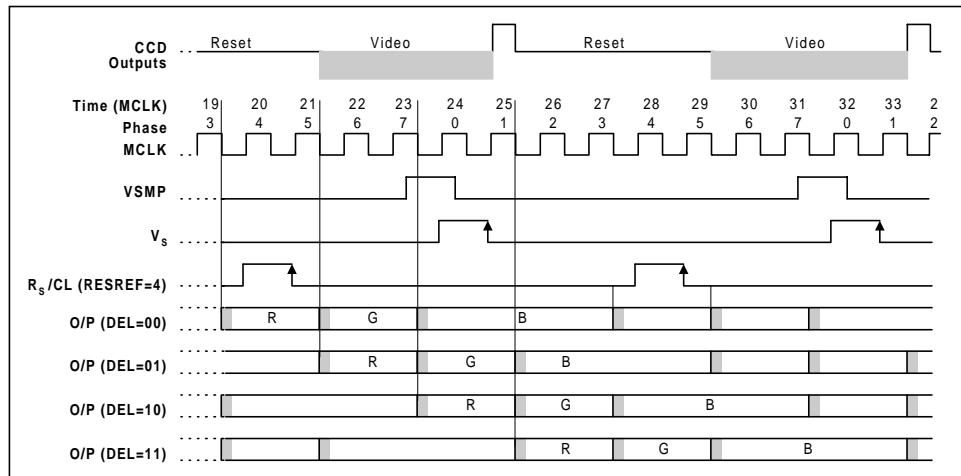 Reset Video Reset Video
CCD
Outputs
Time (MCLK) 19 20 21 22 23 24 25 26 27 28 29 30 31 32 33 2
Phase 3 4 5 6 7 0 1 2 3 4 5 6 7 0 1 2
MCLK
VSMP
VS
RS/CL (RESREF=4)
O/P (DEL=00) R G B
O/P (DEL=01) R G B
O/P (DEL=10) R G B
O/P (DEL=11) R G B